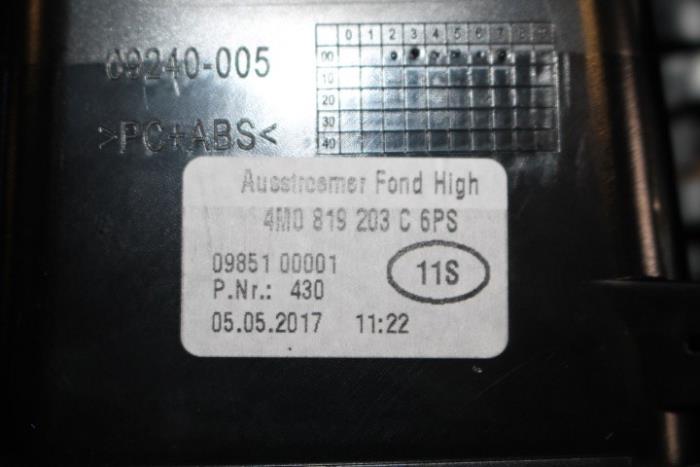 0 1 2 3 4 5 6 7 8 9
00
10
20
30
40
09240-005
>PC+ABS<
Ausstroemer Fond High
4M0 819 203 C 6PS
09851 00001
11S
P.Nr.: 430
05.05.2017 11:22